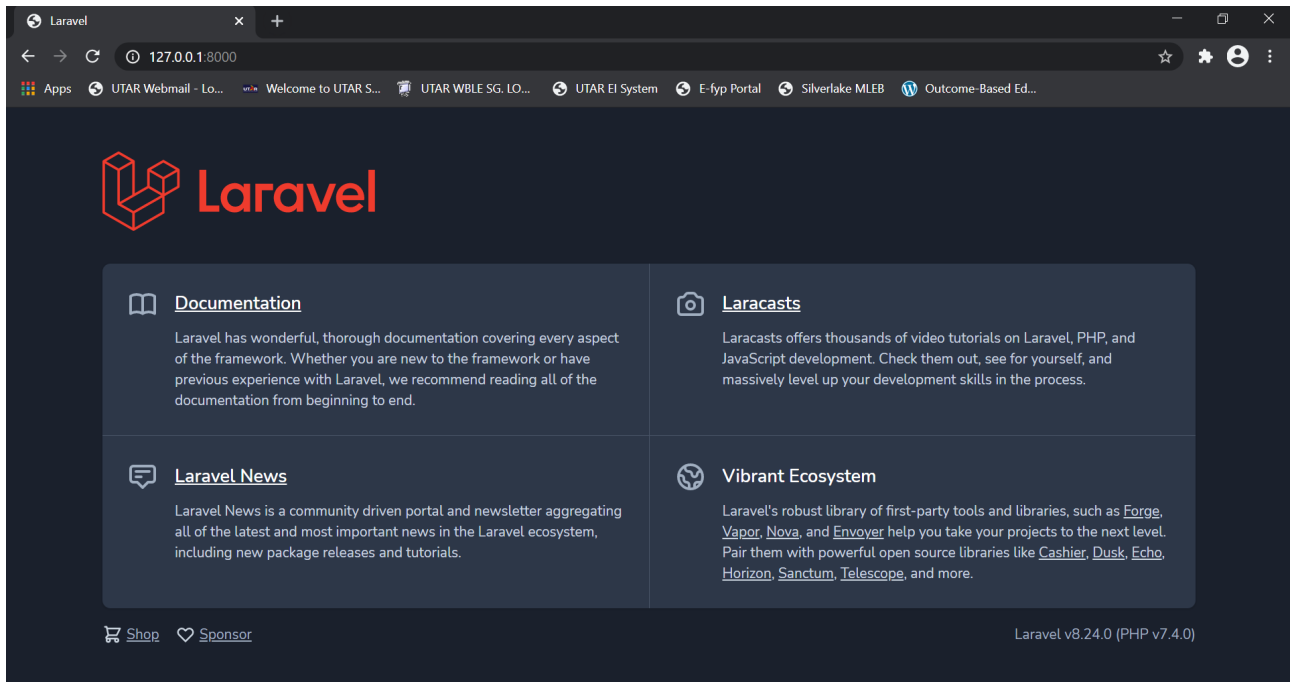 Laravel
127.0.0.1:8000
Apps UTAR Webmail - Lo... Welcome to UTAR S... UTAR WBLE SG. LO... UTAR EI System E-fyp Portal Silverlake MLEB Outcome-Based Ed...
Laravel
Documentation
Laravel has wonderful, thorough documentation covering every aspect
of the framework. Whether you are new to the framework or have
previous experience with Laravel, we recommend reading all of the
documentation from beginning to end.
Laracasts
Laracasts offers thousands of video tutorials on Laravel, PHP, and
JavaScript development. Check them out, see for yourself, and
massively level up your development skills in the process.
Laravel News
Laravel News is a community driven portal and newsletter aggregating
all of the latest and most important news in the Laravel ecosystem,
including new package releases and tutorials.
Vibrant Ecosystem
Laravel's robust library of first-party tools and libraries, such as Forge,
Vapor, Nova, and Envoyer help you take your projects to the next level.
Pair them with powerful open source libraries like Cashier, Dusk, Echo,
Horizon, Sanctum, Telescope, and more.
Shop Sponsor
Laravel v8.24.0 (PHP v7.4.0)